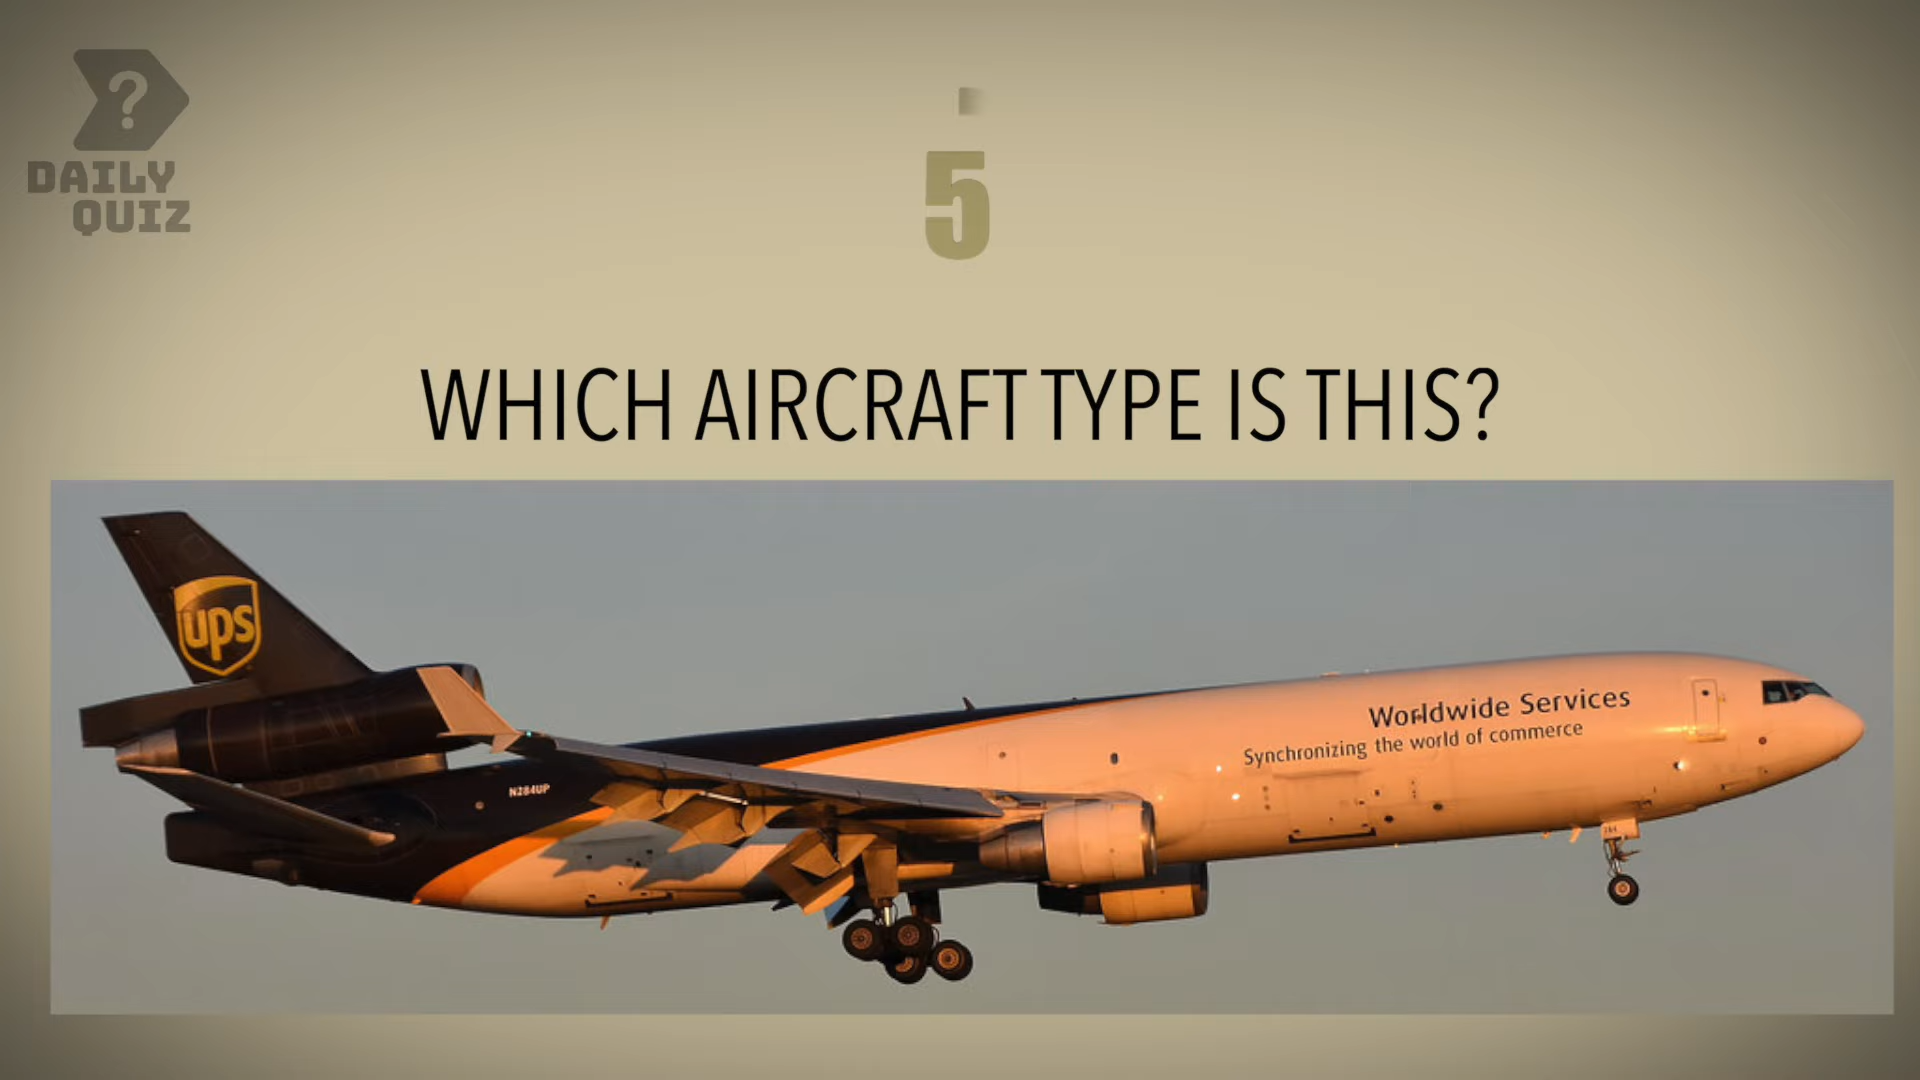 ?
DAILY
QUIZ
5
WHICH AIRCRAFT TYPE IS THIS?
ups
Worldwide Services
Synchronizing the world of commerce
N284UP